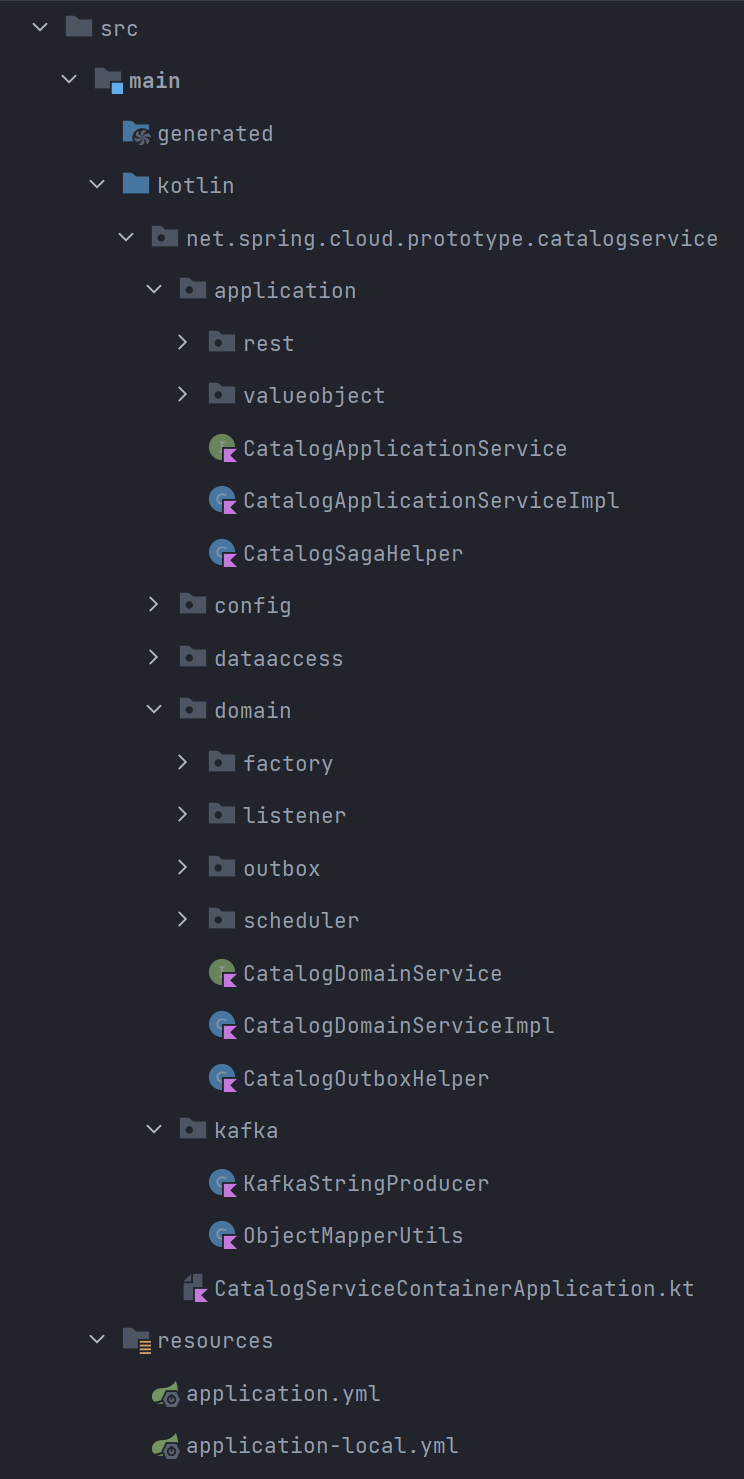 src
main
generated
kotlin
net.spring.cloud.prototype.catalogservice
application
rest
valueobject
CatalogApplicationService
CatalogApplicationServiceImpl
CatalogSagaHelper
config
dataaccess
domain
factory
listener
outbox
scheduler
CatalogDomainService
CatalogDomainServiceImpl
CatalogOutboxHelper
kafka
KafkaStringProducer
ObjectMapperUtils
CatalogServiceContainerApplication.kt
resources
application.yml
application-local.yml